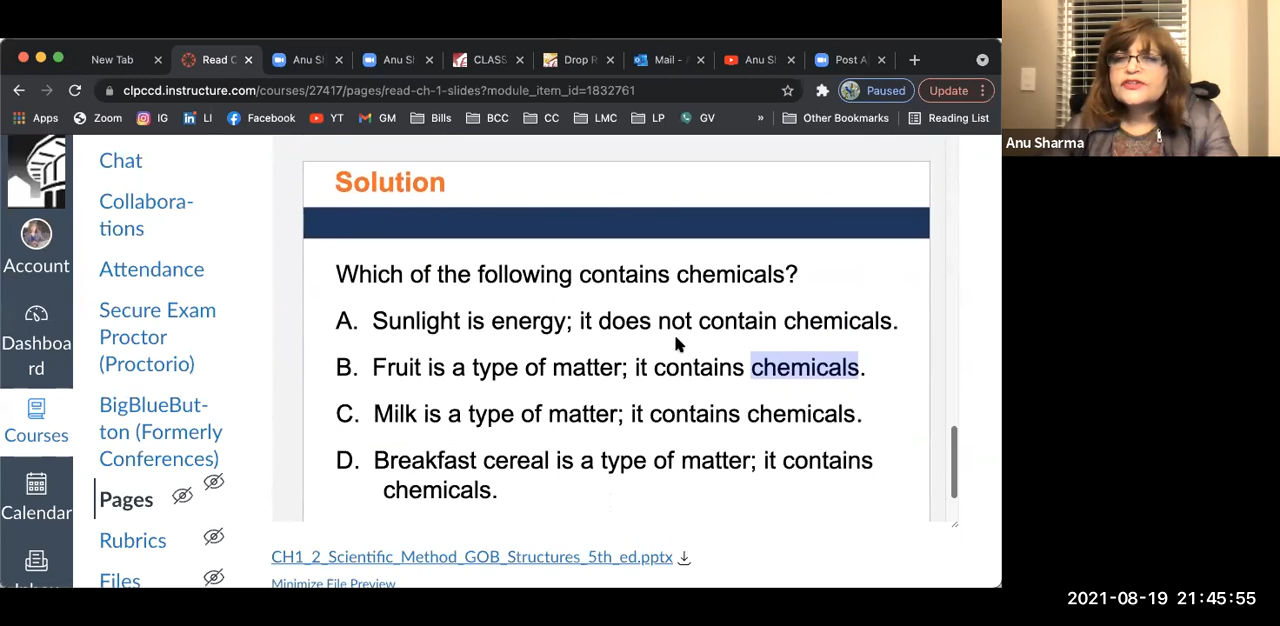 New Tab
Read C
Anu Sl
Anu Sl
CLASS
Drop R
Mail - 
Anu Sl
Post A
clpccd.instructure.com/courses/27417/pages/read-ch-1-slides?module_item_id=1832761
Paused
Update
Apps
Zoom
IG
LI
Facebook
YT
GM
Bills
BCC
CC
LMC
LP
GV
»
Other Bookmarks
Reading List
Anu Sharma
Account
Dashboa
rd
Courses
Calendar
Chat
Collabora-
tions
Attendance
Secure Exam
Proctor
(Proctorio)
BigBlueBut-
ton (Formerly
Conferences)
Pages
Rubrics
Files
Solution
Which of the following contains chemicals?
A. Sunlight is energy; it does not contain chemicals.
B. Fruit is a type of matter; it contains chemicals.
C. Milk is a type of matter; it contains chemicals.
D. Breakfast cereal is a type of matter; it contains
chemicals.
CH1_2_Scientific_Method_GOB_Structures_5th_ed.pptx
Minimize File Preview
2021-08-19 21:45:55